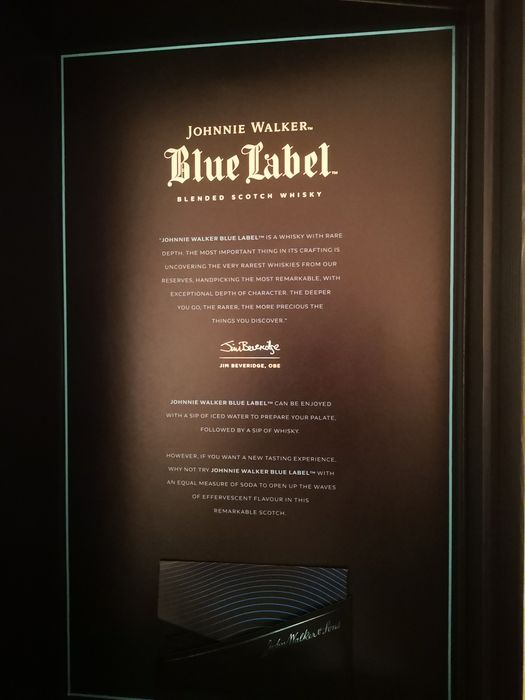 JOHNNIE WALKER™
Blue Label™
BLENDED SCOTCH WHISKY
"JOHNNIE WALKER BLUE LABEL™ IS A WHISKY WITH RARE
DEPTH. THE MOST IMPORTANT THING IN ITS CRAFTING IS
UNCOVERING THE VERY RAREST WHISKIES FROM OUR
RESERVES, HANDPICKING THE MOST REMARKABLE, WITH
EXCEPTIONAL DEPTH OF CHARACTER. THE DEEPER
YOU GO, THE RARER, THE MORE PRECIOUS THE
THINGS YOU DISCOVER."
Jim Beveridge
JIM BEVERIDGE, OBE
JOHNNIE WALKER BLUE LABEL™ CAN BE ENJOYED
WITH A SIP OF ICED WATER TO PREPARE YOUR PALATE,
FOLLOWED BY A SIP OF WHISKY.
HOWEVER, IF YOU WANT A NEW TASTING EXPERIENCE,
WHY NOT TRY JOHNNIE WALKER BLUE LABEL™ WITH
AN EQUAL MEASURE OF SODA TO OPEN UP THE WAVES
OF EFFERVESCENT FLAVOUR IN THIS
REMARKABLE SCOTCH.
John Walker & Sons